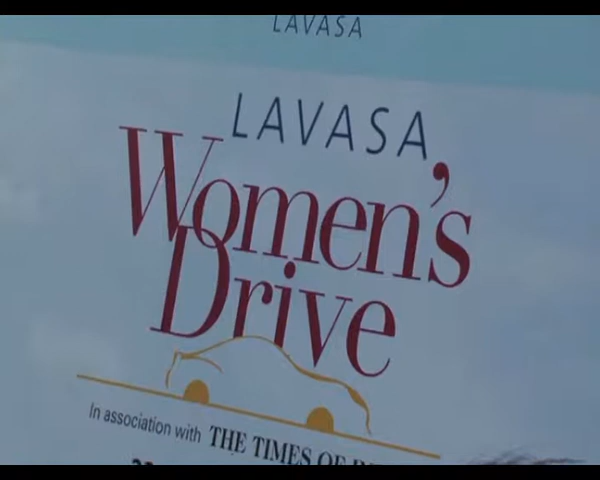 LAVASA
LAVASA
Women's
Drive
In association with THE TIMES OF